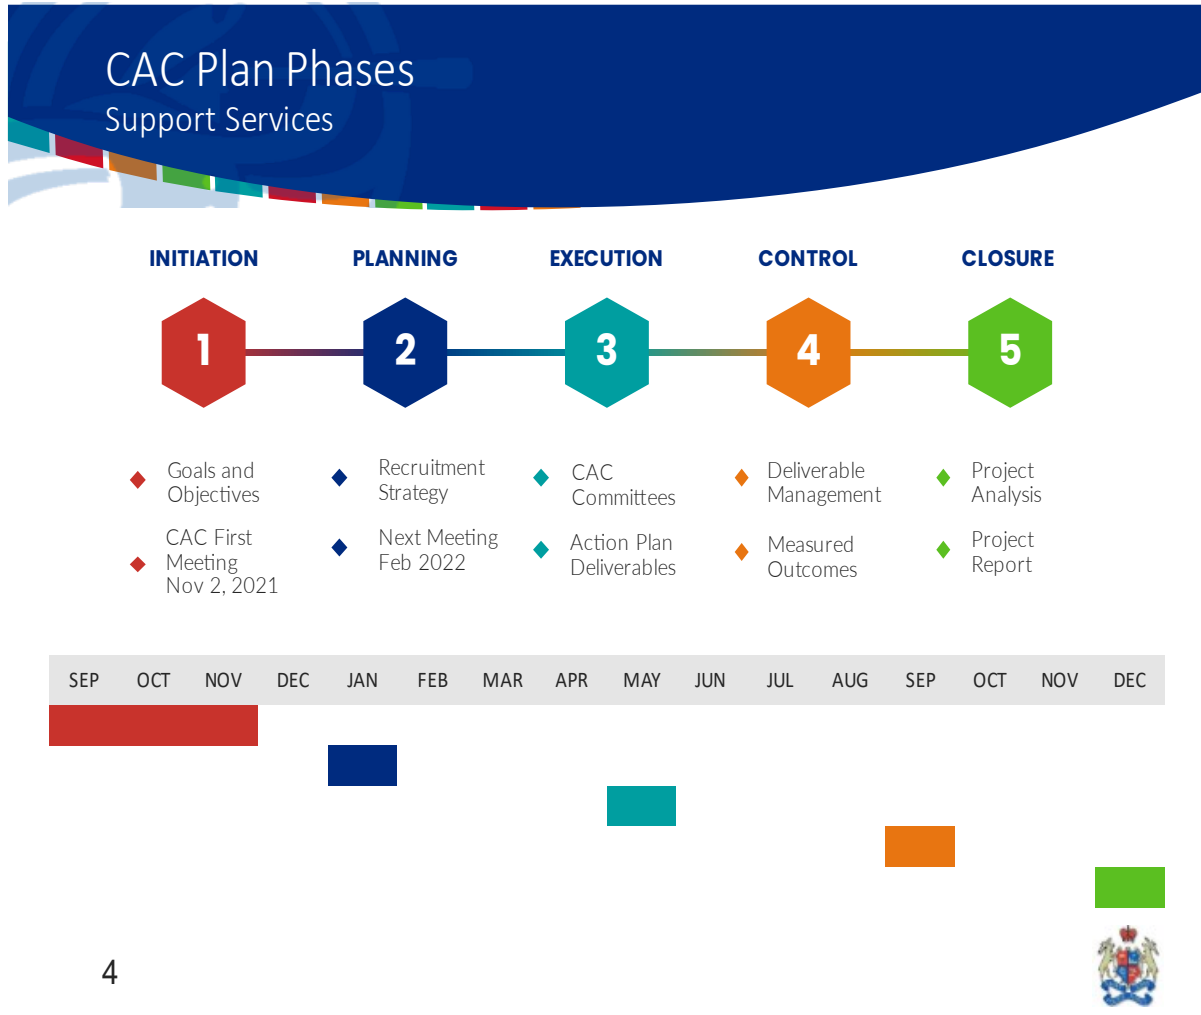 CAC Plan Phases
Support Services
INITIATION
PLANNING
EXECUTION
CONTROL
CLOSURE
1
2
3
4
5
Goals and
Objectives
CAC First
Meeting
Nov 2, 2021
Recruitment
Strategy
Next Meeting
Feb 2022
CAC
Committees
Action Plan
Deliverables
Deliverable
Management
Measured
Outcomes
Project
Analysis
Project
Report
SEP OCT NOV DEC JAN FEB MAR APR MAY JUN JUL AUG SEP OCT NOV DEC
4